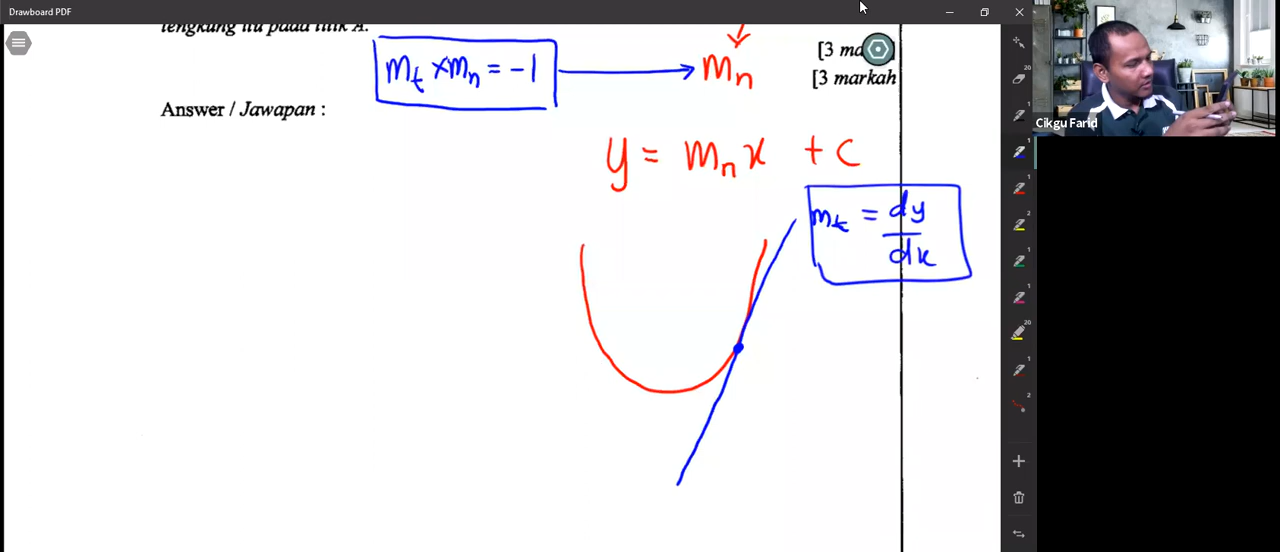 Drawboard PDF
lengkung itu pada titik A.
[3 ma
m_t × m_n = -1 → m_n
[3 markah
Answer / Jawapan :
Cikgu Farid
y = m_n x + c
m_t = dy/dx